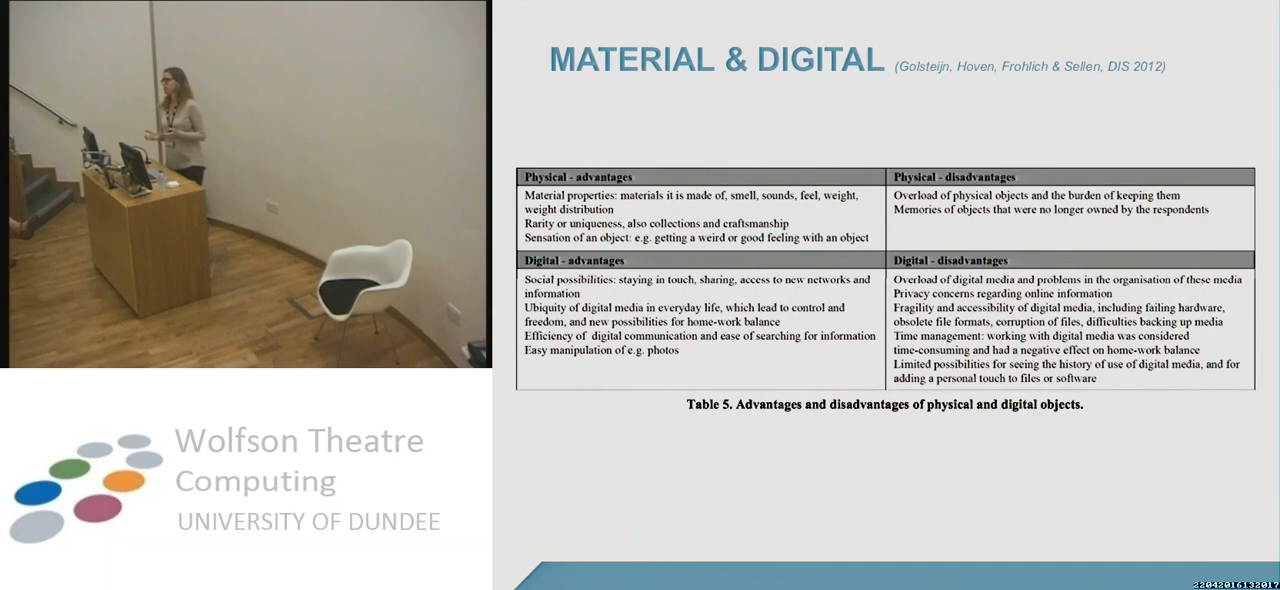 MATERIAL & DIGITAL (Golsteijn, Hoven, Frohlich & Sellen, DIS 2012)
Physical - advantages
Material properties: materials it is made of, smell, sounds, feel, weight,
weight distribution
Rarity or uniqueness, also collections and craftsmanship
Sensation of an object: e.g. getting a weird or good feeling with an object
Physical - disadvantages
Overload of physical objects and the burden of keeping them
Memories of objects that were no longer owned by the respondents
Digital - advantages
Social possibilities: staying in touch, sharing, access to new networks and
information
Ubiquity of digital media in everyday life, which lead to control and
freedom, and new possibilities for home-work balance
Efficiency of digital communication and ease of searching for information
Easy manipulation of e.g. photos
Digital - disadvantages
Overload of digital media and problems in the organisation of these media
Privacy concerns regarding online information
Fragility and accessibility of digital media, including failing hardware,
obsolete file formats, corruption of files, difficulties backing up media
Time management: working with digital media was considered
time-consuming and had a negative effect on home-work balance
Limited possibilities for seeing the history of use of digital media, and for
adding a personal touch to files or software
Table 5. Advantages and disadvantages of physical and digital objects.
Wolfson Theatre
Computing
UNIVERSITY OF DUNDEE
22042016132017